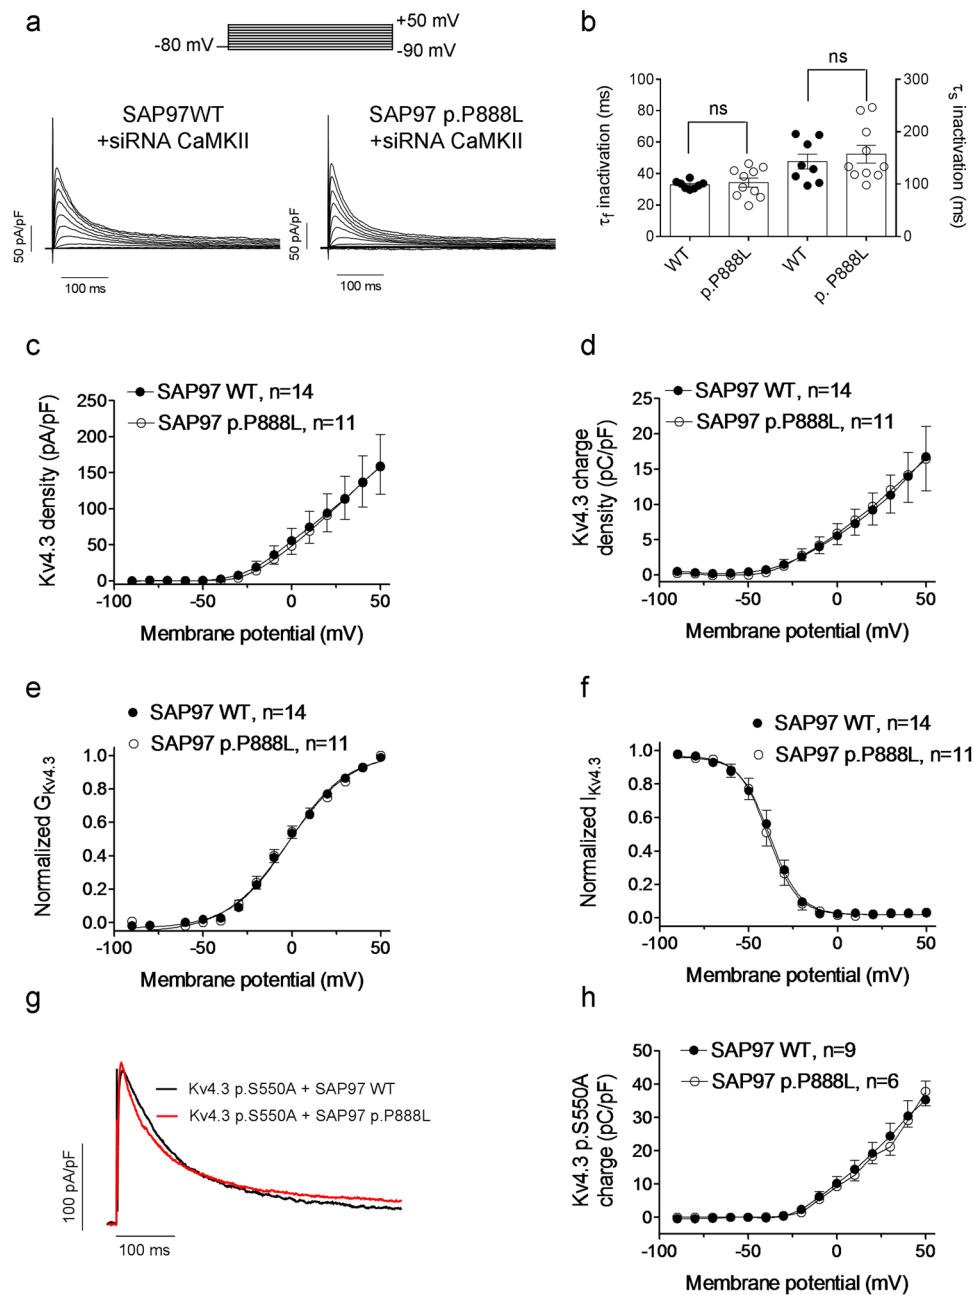 a
+50 mV
-80 mV
-90 mV
SAP97WT
+siRNA CaMKII
SAP97 p.P888L
+siRNA CaMKII
50 pA/pF
100 ms
50 pA/pF
100 ms
b
ns
ns
100
80
60
40
20
0
300
200
100
0
τf inactivation (ms)
τs inactivation
(ms)
WT
p.P888L
WT
p. P888L
c
SAP97 WT, n=14
SAP97 p.P888L, n=11
250
200
150
100
50
0
Kv4.3 density (pA/pF)
-100
-50
0
50
Membrane potential (mV)
d
SAP97 WT, n=14
SAP97 p.P888L, n=11
25
20
15
10
5
0
Kv4.3 charge
density (pC/pF)
-100
-50
0
50
Membrane potential (mV)
e
SAP97 WT, n=14
SAP97 p.P888L, n=11
1.0
0.8
0.6
0.4
0.2
0.0
Normalized GKv4.3
-100
-50
0
50
Membrane potential (mV)
f
SAP97 WT, n=14
SAP97 p.P888L, n=11
1.0
0.8
0.6
0.4
0.2
0.0
Normalized IKv4.3
-100
-50
0
50
Membrane potential (mV)
g
Kv4.3 p.S550A + SAP97 WT
Kv4.3 p.S550A + SAP97 p.P888L
100 pA/pF
100 ms
h
SAP97 WT, n=9
SAP97 p.P888L, n=6
50
40
30
20
10
0
Kv4.3 p.S550A
charge (pC/pF)
-100
-50
0
50
Membrane potential (mV)